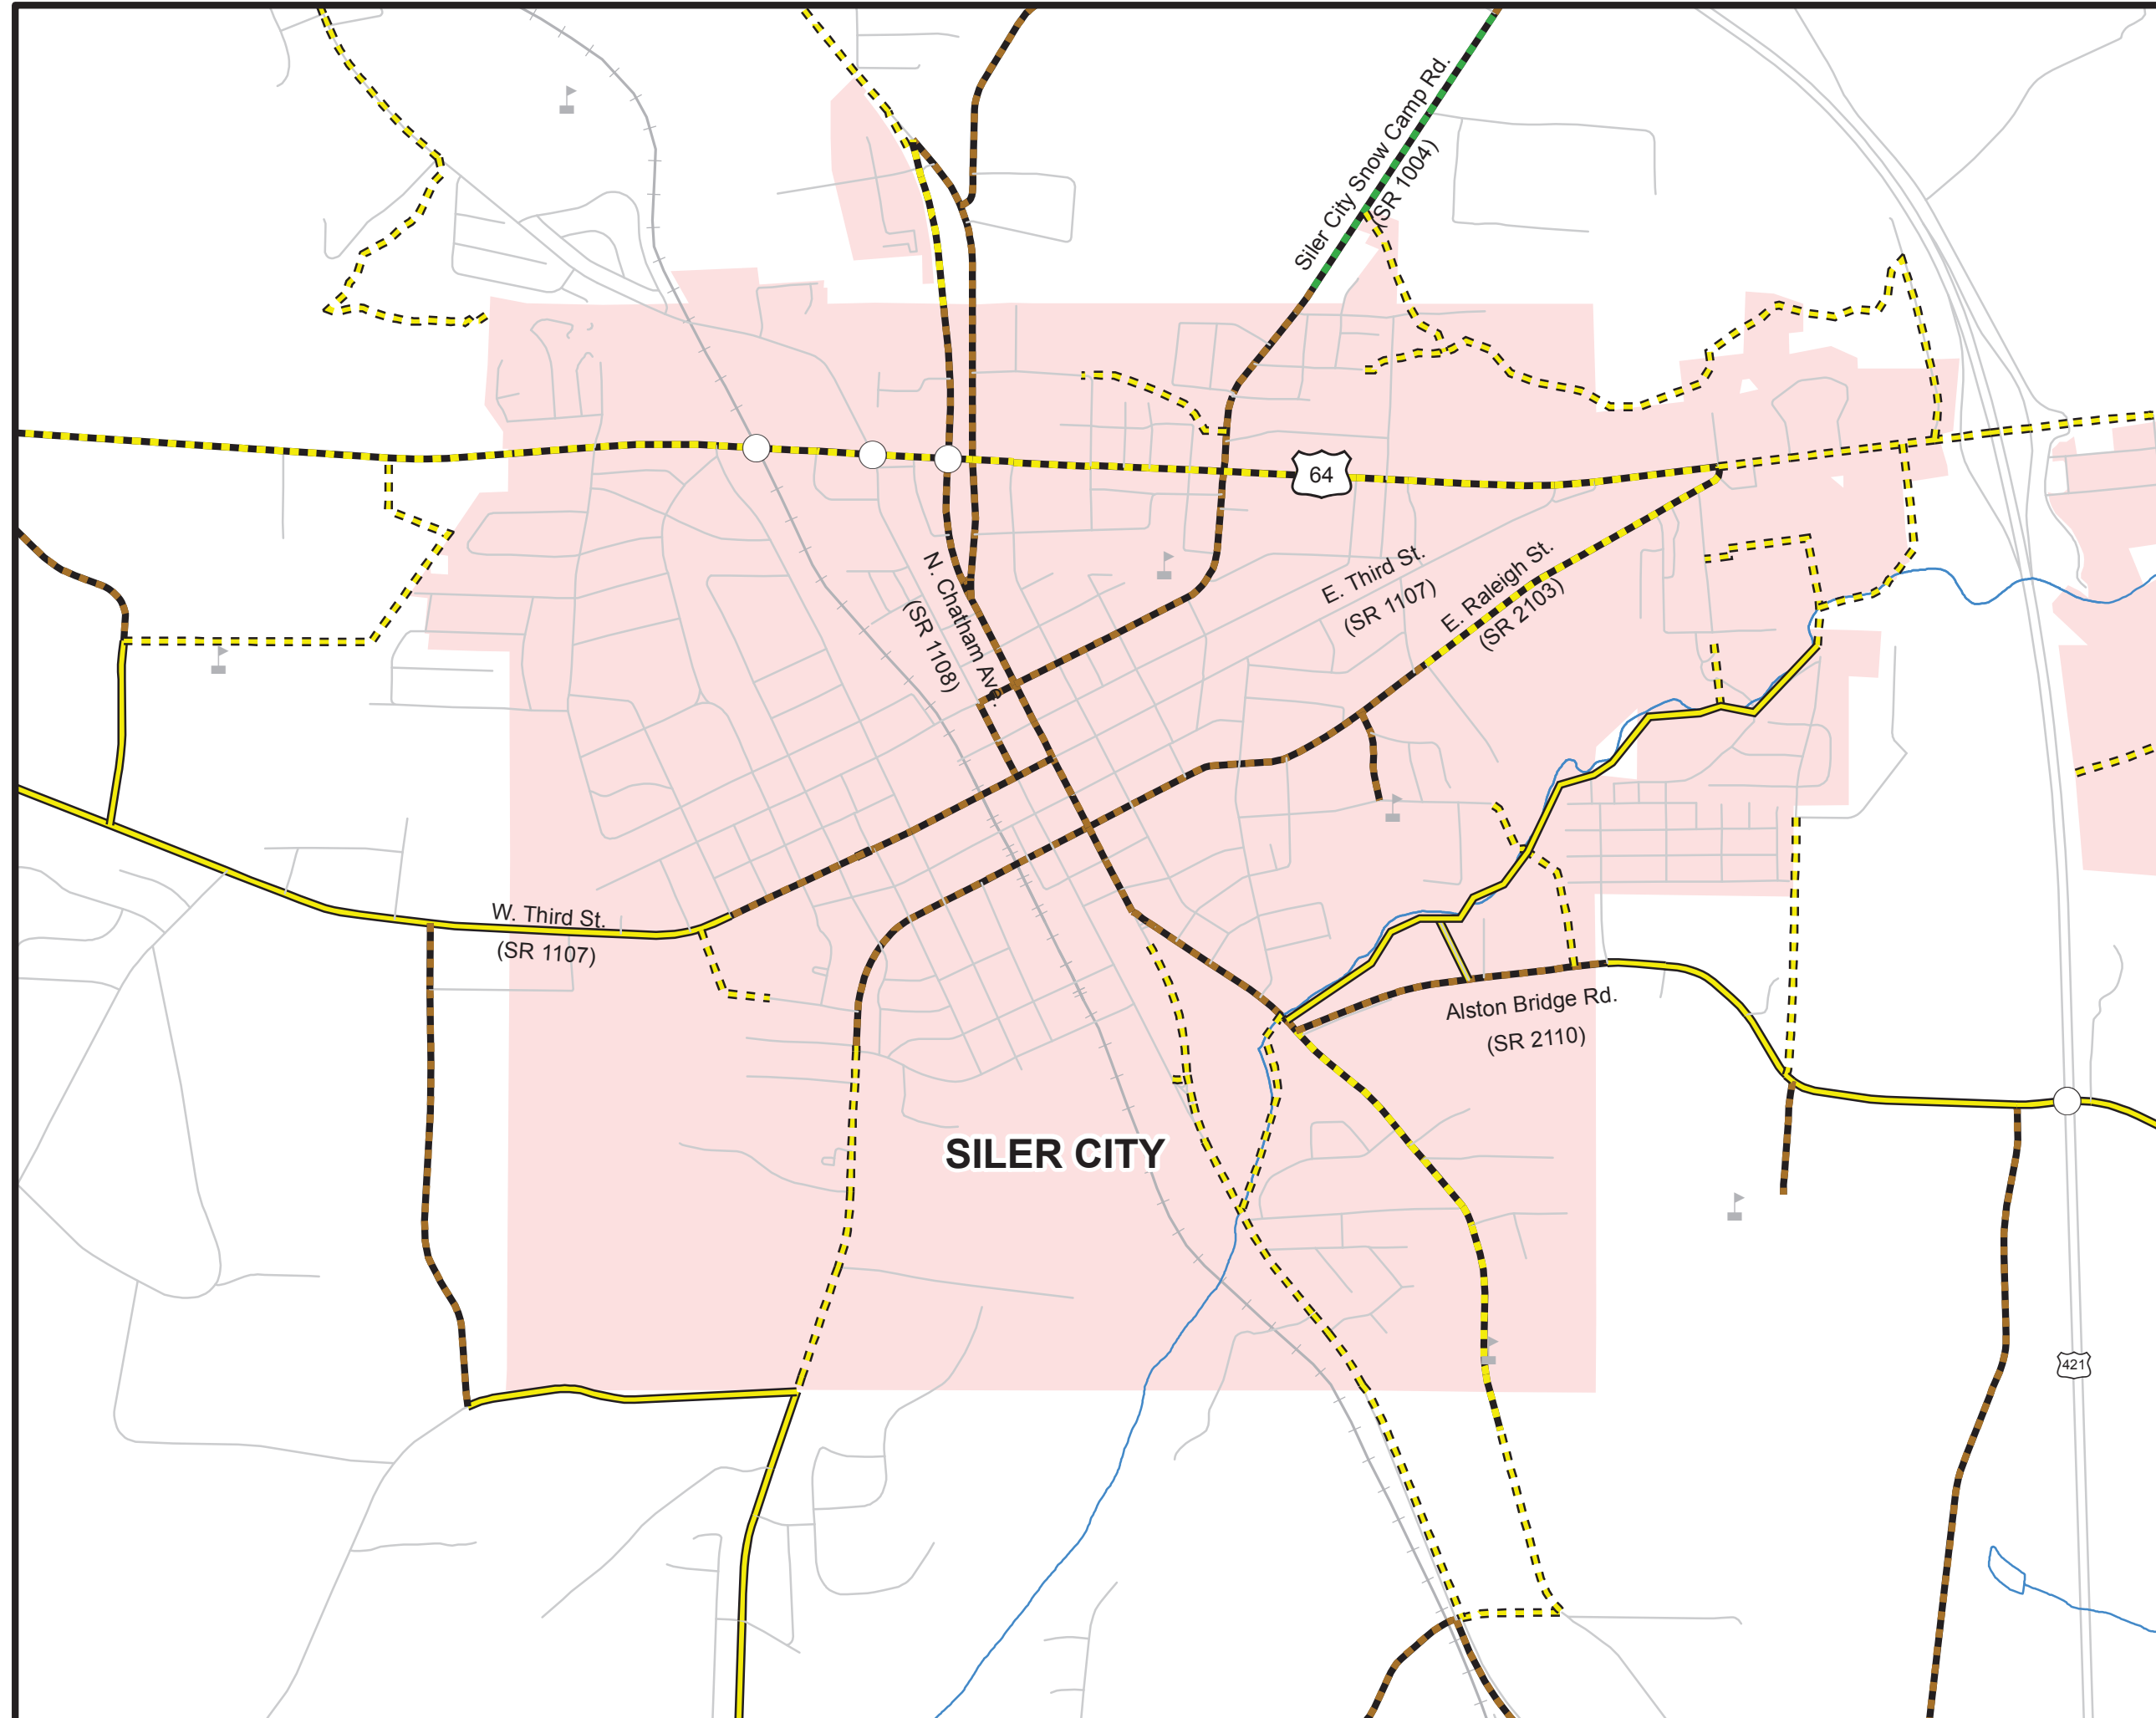 Siler City Snow Camp Rd.
(SR 1004)
64
N. Chatham Ave.
(SR 1108)
E. Third St.
(SR 1107)
E. Raleigh St.
(SR 2103)
W. Third St.
(SR 1107)
Alston Bridge Rd.
(SR 2110)
SILER CITY
421